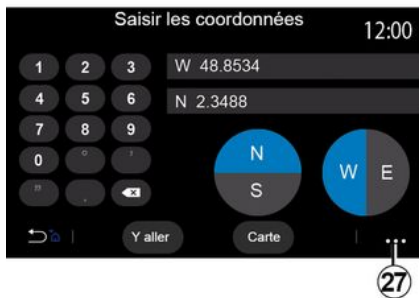 Saisir les coordonnées
12:00
1 2 3
W 48.8534
4 5 6
N 2.3488
7 8 9
0 ° '
" .
N
S
W E
Y aller
Carte
27